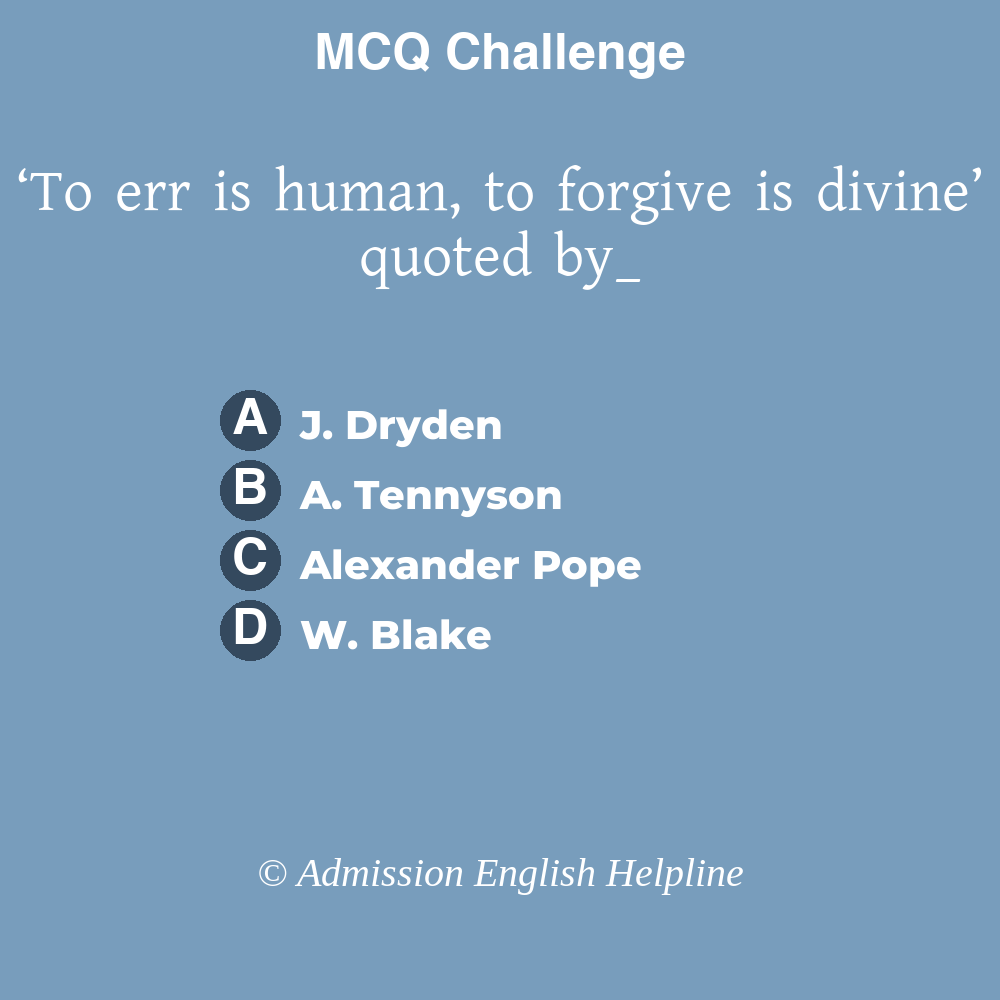 MCQ Challenge
‘To err is human, to forgive is divine’
quoted by_
A J. Dryden
B A. Tennyson
C Alexander Pope
D W. Blake
© Admission English Helpline